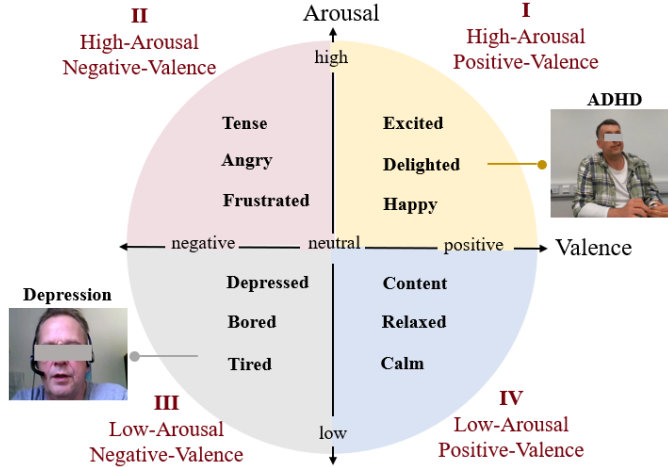 II
High-Arousal
Negative-Valence
Arousal
high
I
High-Arousal
Positive-Valence
ADHD
Tense
Angry
Frustrated
Excited
Delighted
Happy
negative
neutral
positive
Valence
Depression
Depressed
Bored
Tired
Content
Relaxed
Calm
III
Low-Arousal
Negative-Valence
low
IV
Low-Arousal
Positive-Valence